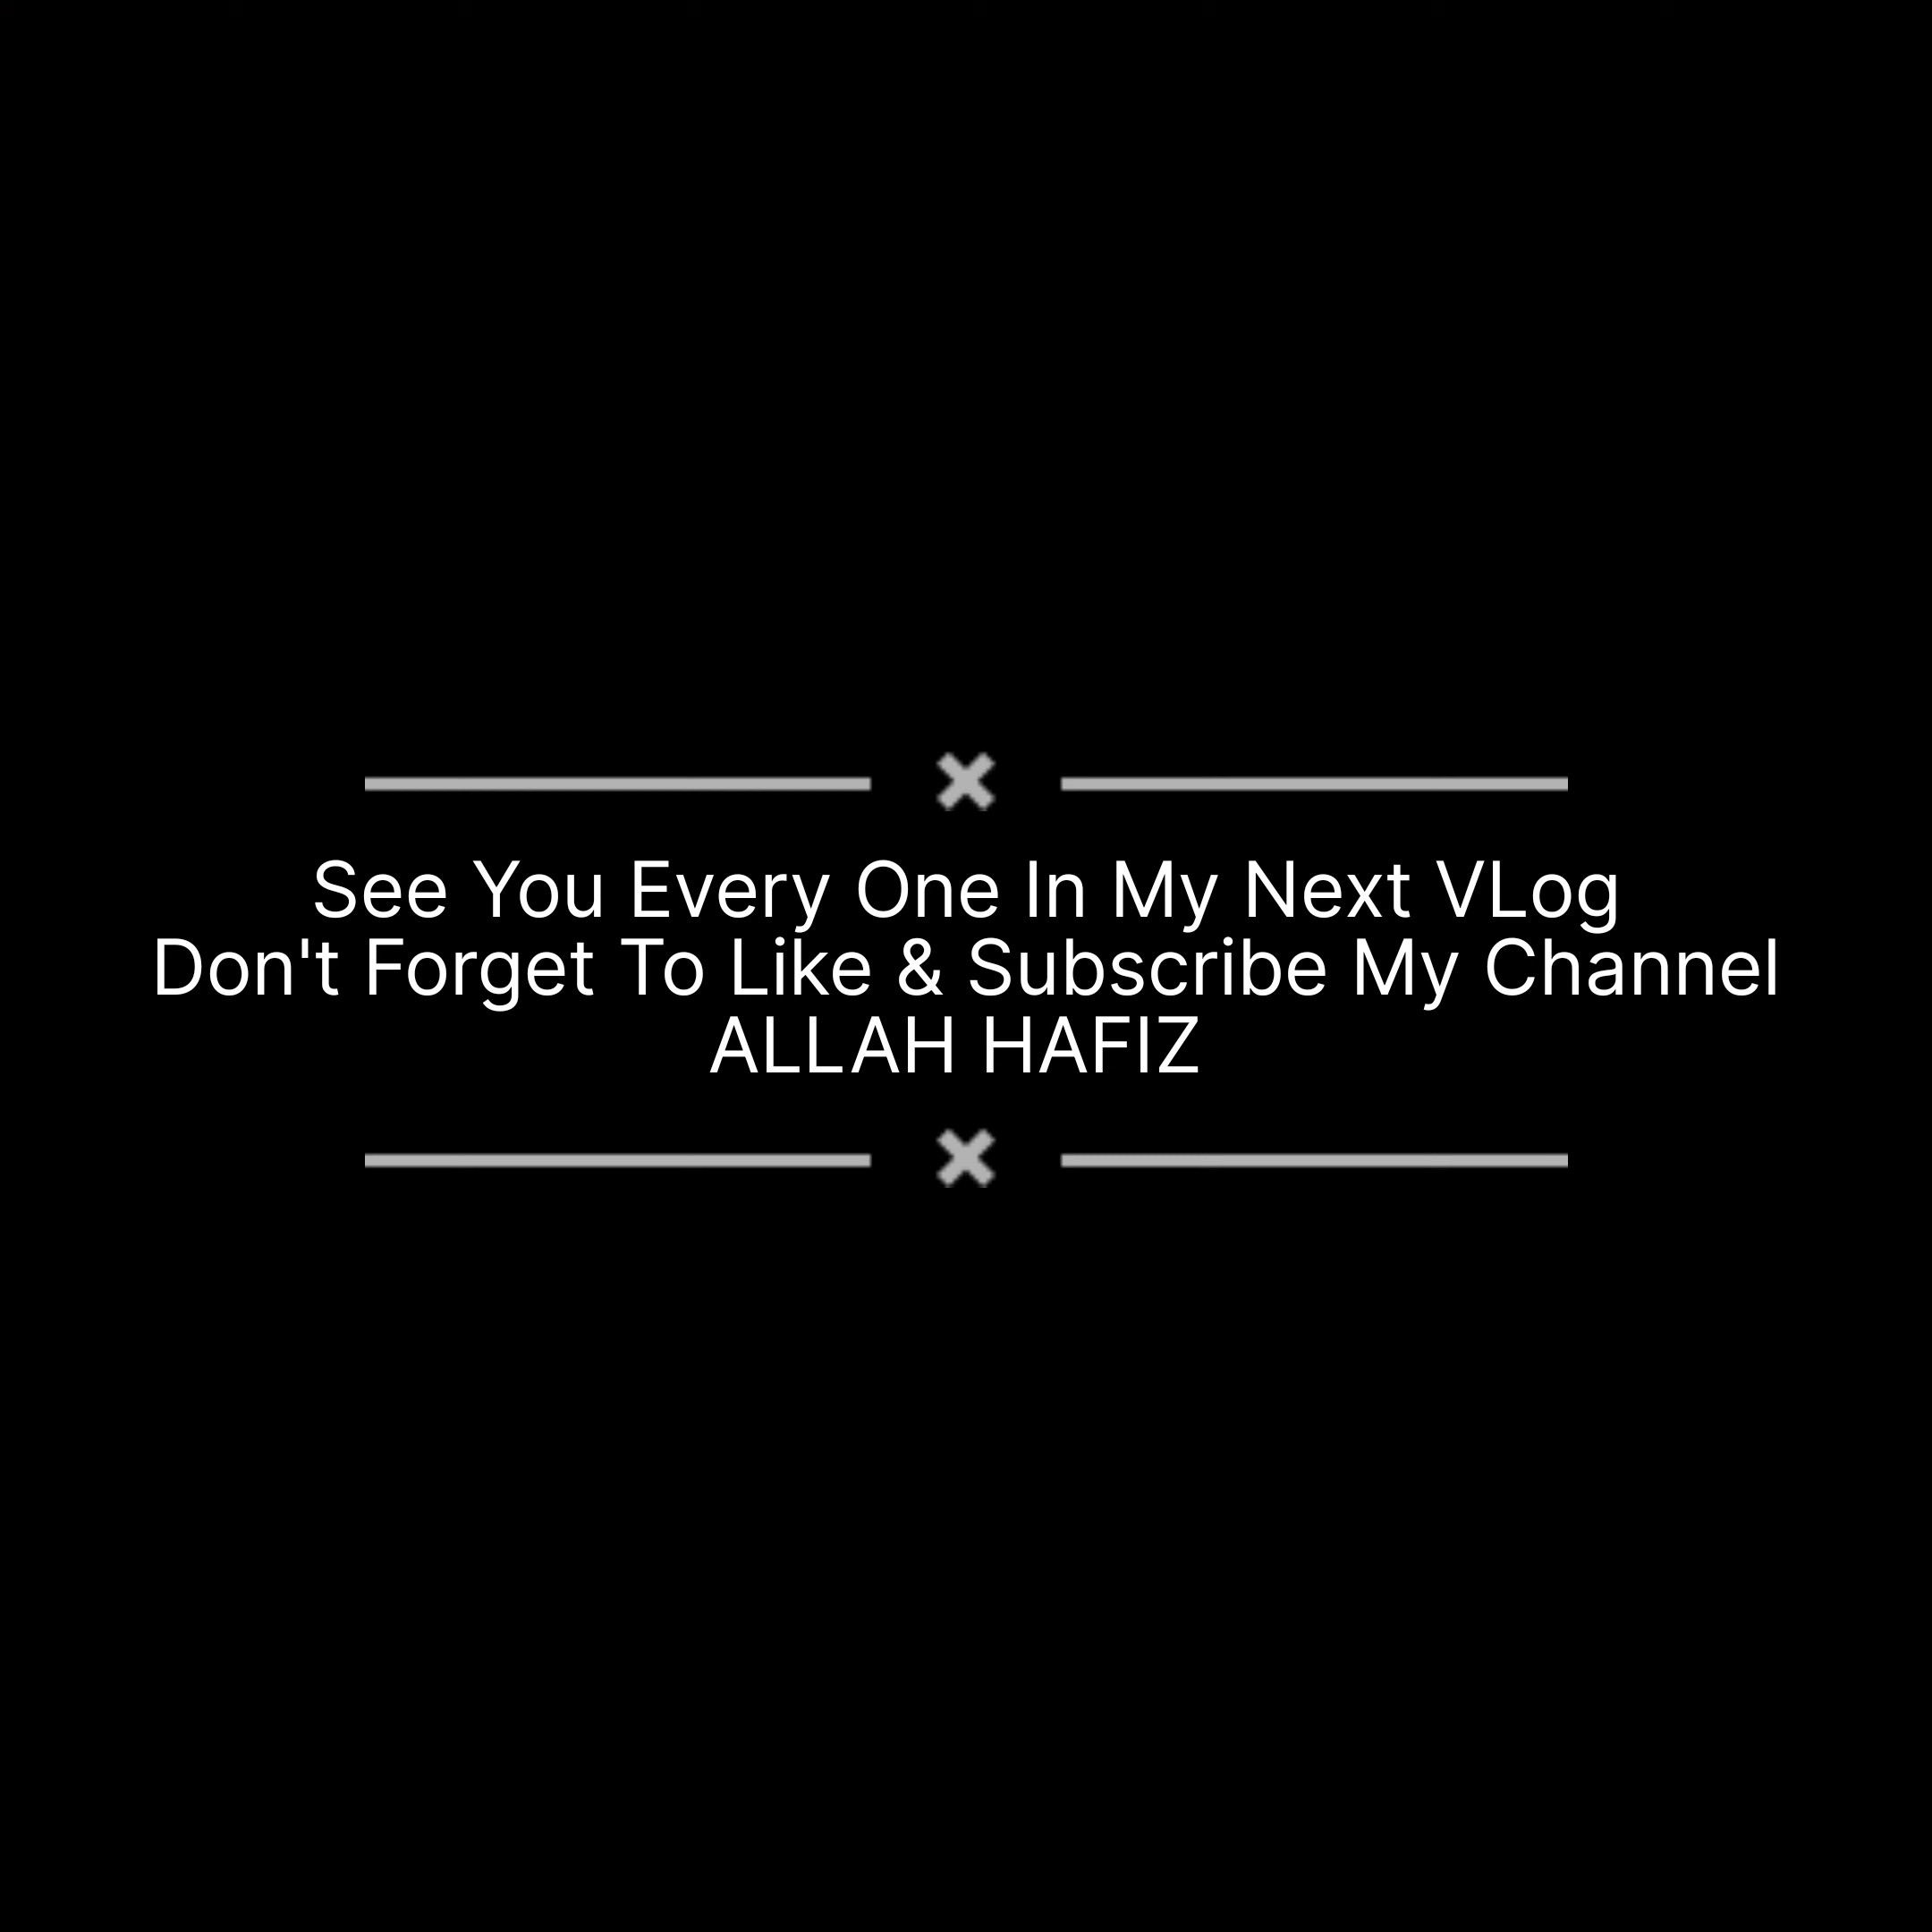 See You Every One In My Next VLog
Don't Forget To Like & Subscribe My Channel
ALLAH HAFIZ